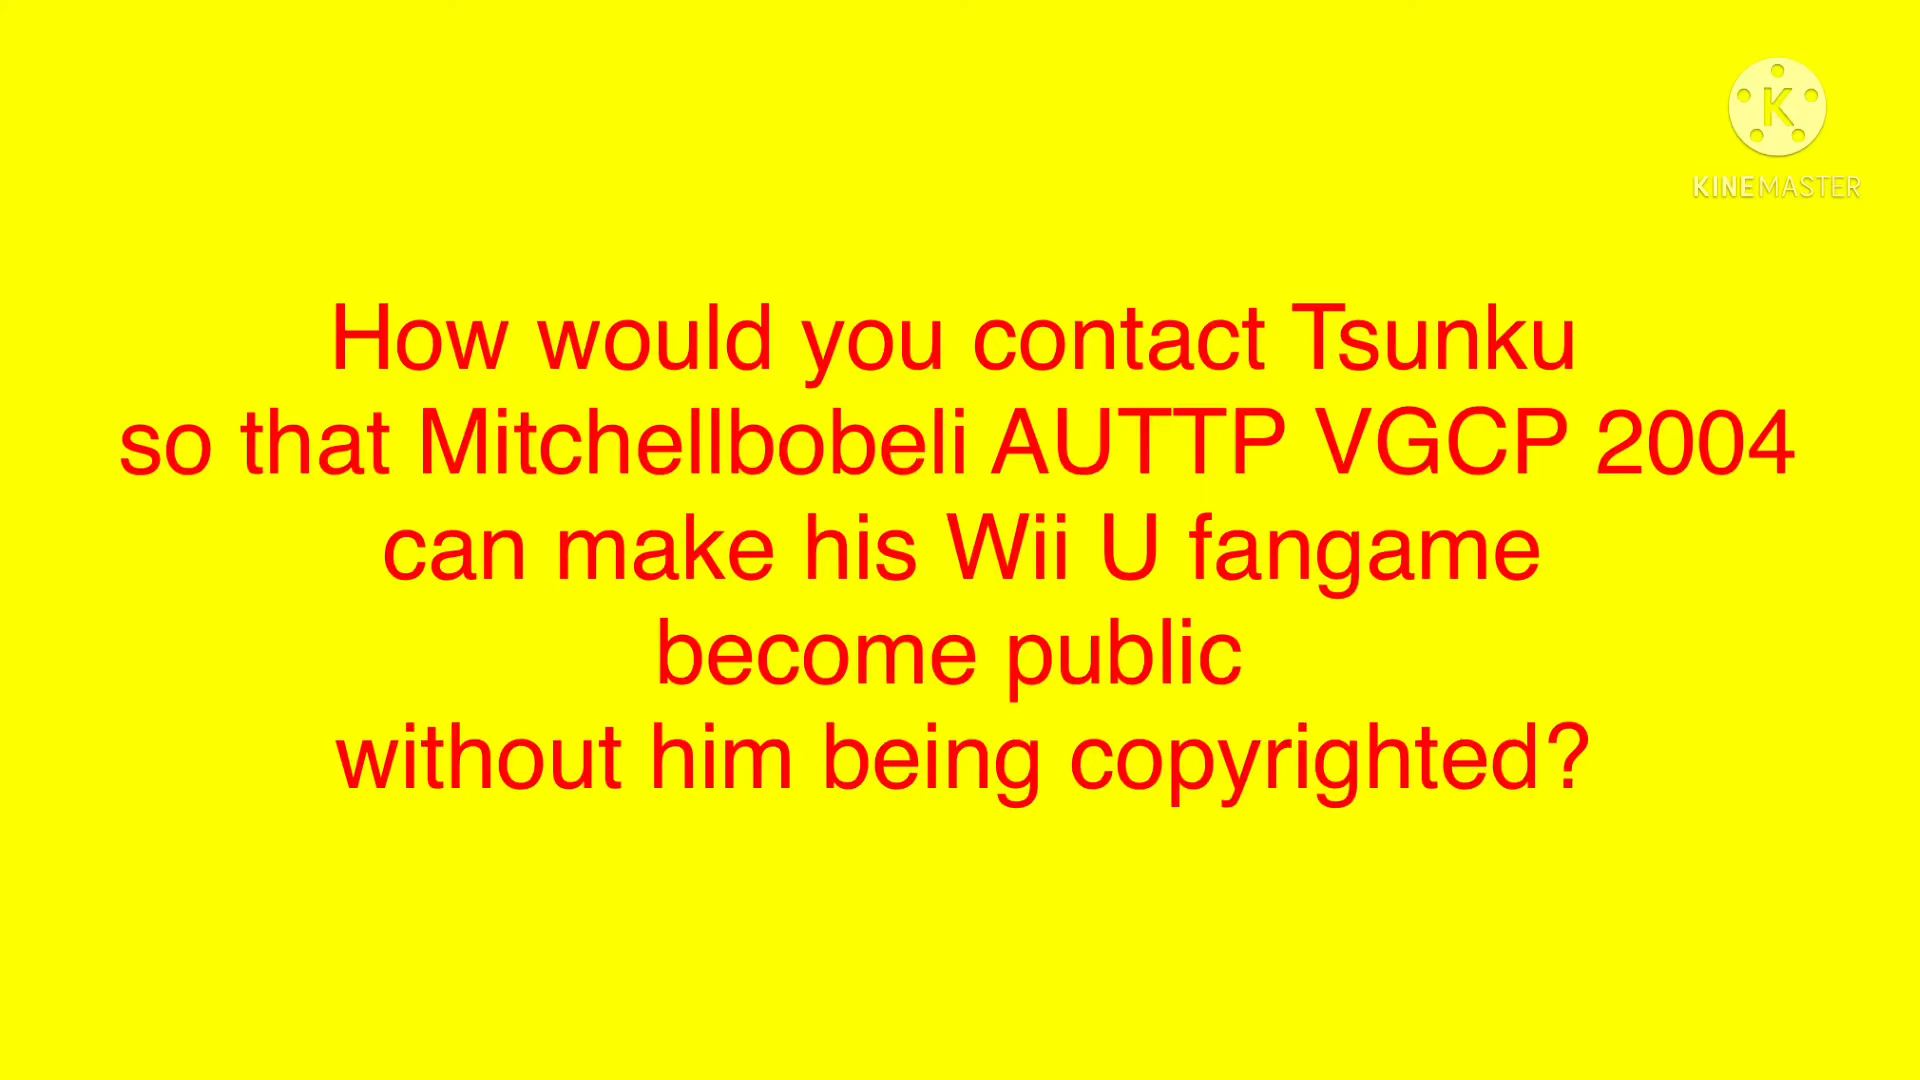 K
KINEMASTER
How would you contact Tsunku
so that Mitchellbobeli AUTTP VGCP 2004
can make his Wii U fangame
become public
without him being copyrighted?